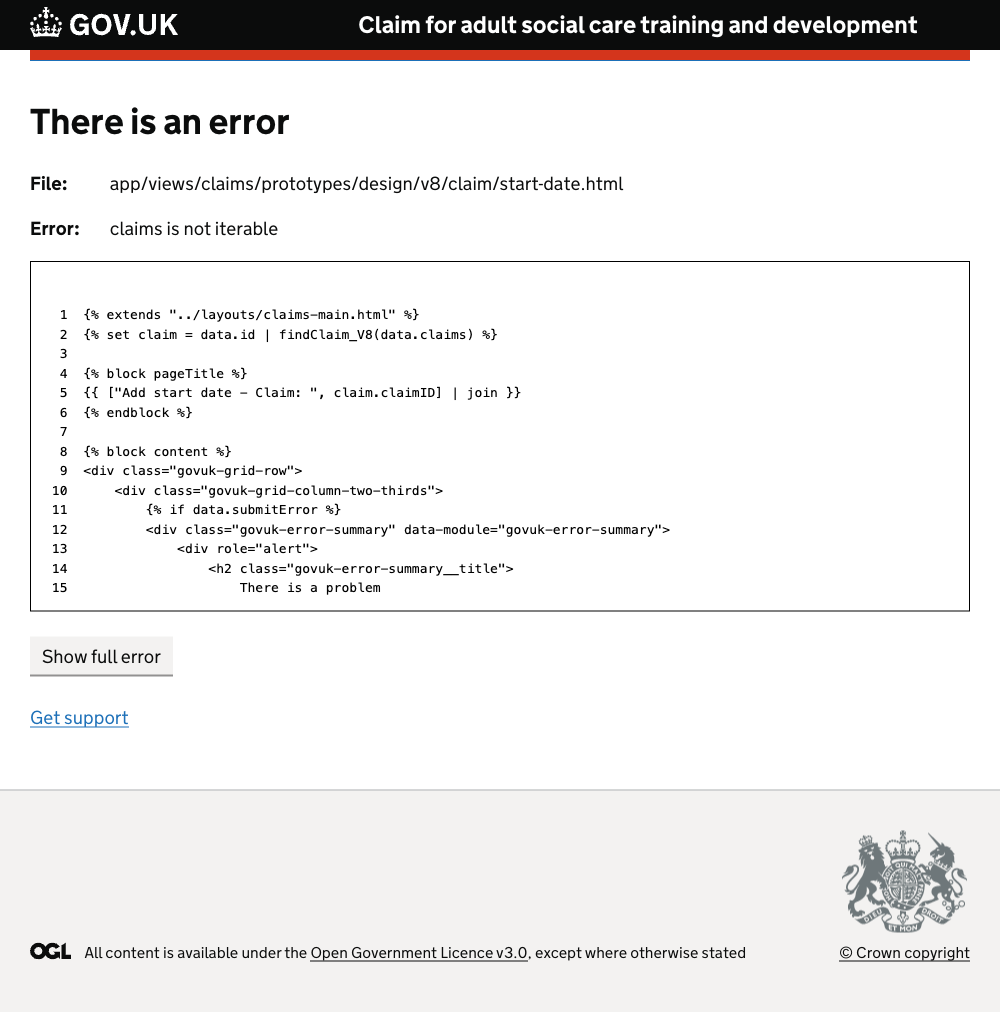 GOV.UK
Claim for adult social care training and development
There is an error
File: app/views/claims/prototypes/design/v8/claim/start-date.html
Error: claims is not iterable
1 {% extends "../layouts/claims-main.html" %}
2 {% set claim = data.id | findClaim_V8(data.claims) %}
3
4 {% block pageTitle %}
5 {{ ["Add start date - Claim: ", claim.claimID] | join }}
6 {% endblock %}
7
8 {% block content %}
9 <div class="govuk-grid-row">
10     <div class="govuk-grid-column-two-thirds">
11         {% if data.submitError %}
12         <div class="govuk-error-summary" data-module="govuk-error-summary">
13             <div role="alert">
14                 <h2 class="govuk-error-summary__title">
15                     There is a problem
Show full error
Get support
OGL All content is available under the Open Government Licence v3.0, except where otherwise stated
© Crown copyright